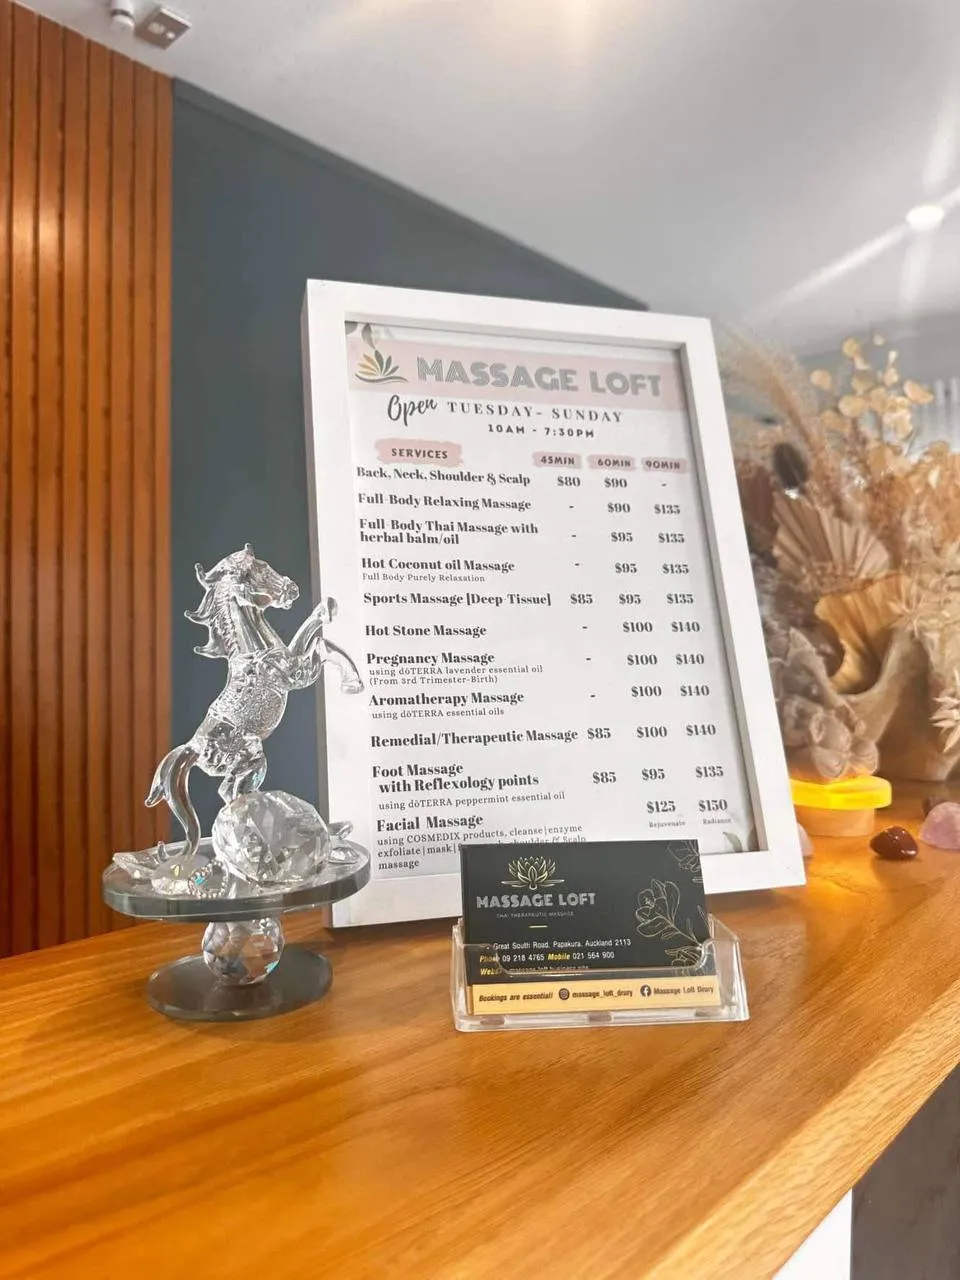 MASSAGE LOFT
Open TUESDAY- SUNDAY
10AM - 7:30PM
SERVICES 45MIN 60MIN 90MIN
Back, Neck, Shoulder & Scalp $80 $90 -
Full-Body Relaxing Massage - $90 $135
Full-Body Thai Massage with
herbal balm/oil - $95 $135
Hot Coconut oil Massage - $95 $135
Full Body Purely Relaxation
Sports Massage [Deep-Tissue] $85 $95 $135
Hot Stone Massage - $100 $140
Pregnancy Massage - $100 $140
using dōTERRA lavender essential oil
(From 3rd Trimester-Birth)
Aromatherapy Massage - $100 $140
using dōTERRA essential oils
Remedial/Therapeutic Massage $85 $100 $140
Foot Massage
with Reflexology points $85 $95 $135
using dōTERRA peppermint essential oil
Facial Massage $125 $150
Rejuvenate Radiance
using COSMEDIX products, cleanse|enzyme
exfoliate|mask| shoulder & Scalp
massage
MASSAGE LOFT
THAI THERAPEUTIC MASSAGE
Great South Road, Papakura, Auckland 2113
Phone 09 218 4765 Mobile 021 564 900
massage loft.business.site
Bookings are essential! massage_loft_drury Massage Loft Drury